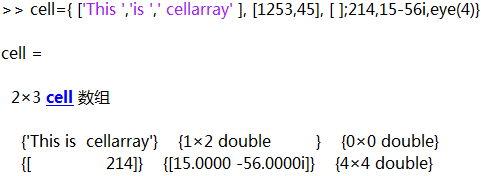 >> cell={ ['This ','is ',' cellarray' ], [1253,45], [ ];214,15-56i,eye(4)}
cell =
2×3 cell 数组
{'This is  cellarray'}    {1×2 double        }    {0×0 double}
{[               214]}    {[15.0000 -56.0000i]}    {4×4 double}